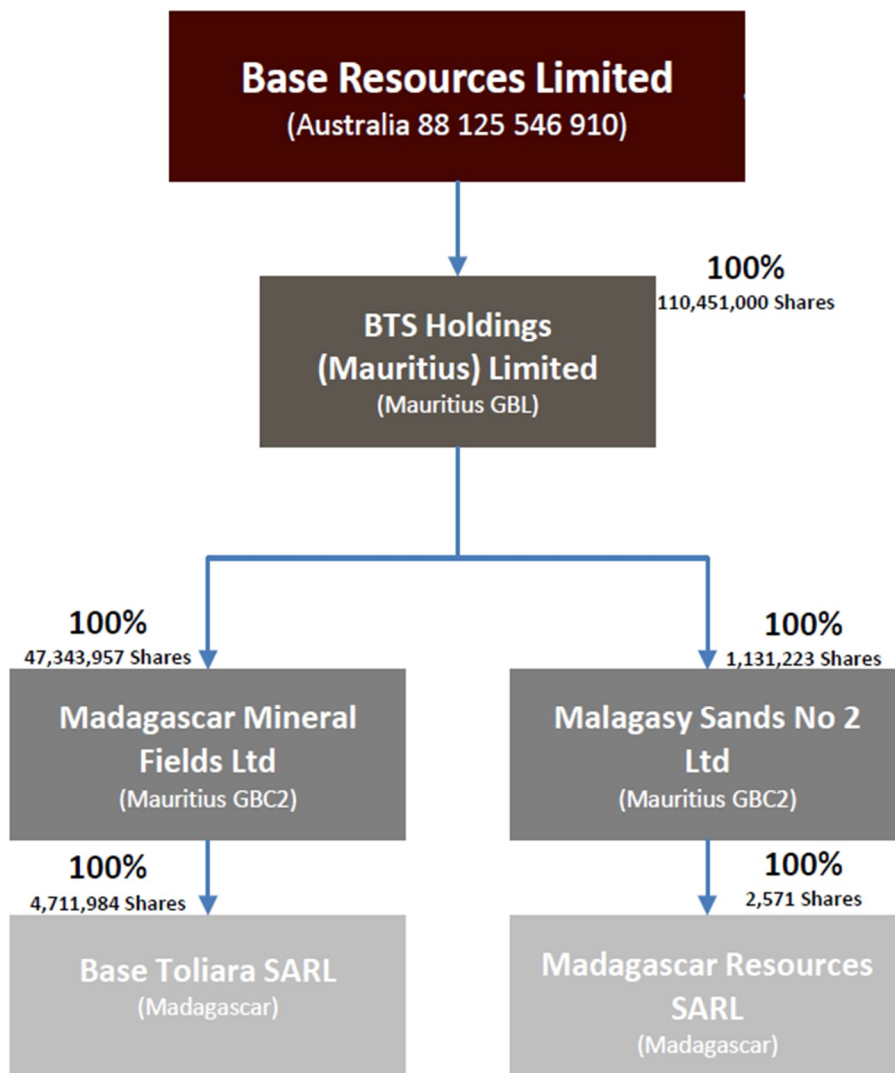 Base Resources Limited
(Australia 88 125 546 910)
100%
110,451,000 Shares
BTS Holdings
(Mauritius) Limited
(Mauritius GBL)
100%
47,343,957 Shares
100%
1,131,223 Shares
Madagascar Mineral
Fields Ltd
(Mauritius GBC2)
Malagasy Sands No 2
Ltd
(Mauritius GBC2)
100%
4,711,984 Shares
100%
2,571 Shares
Base Toliara SARL
(Madagascar)
Madagascar Resources
SARL
(Madagascar)